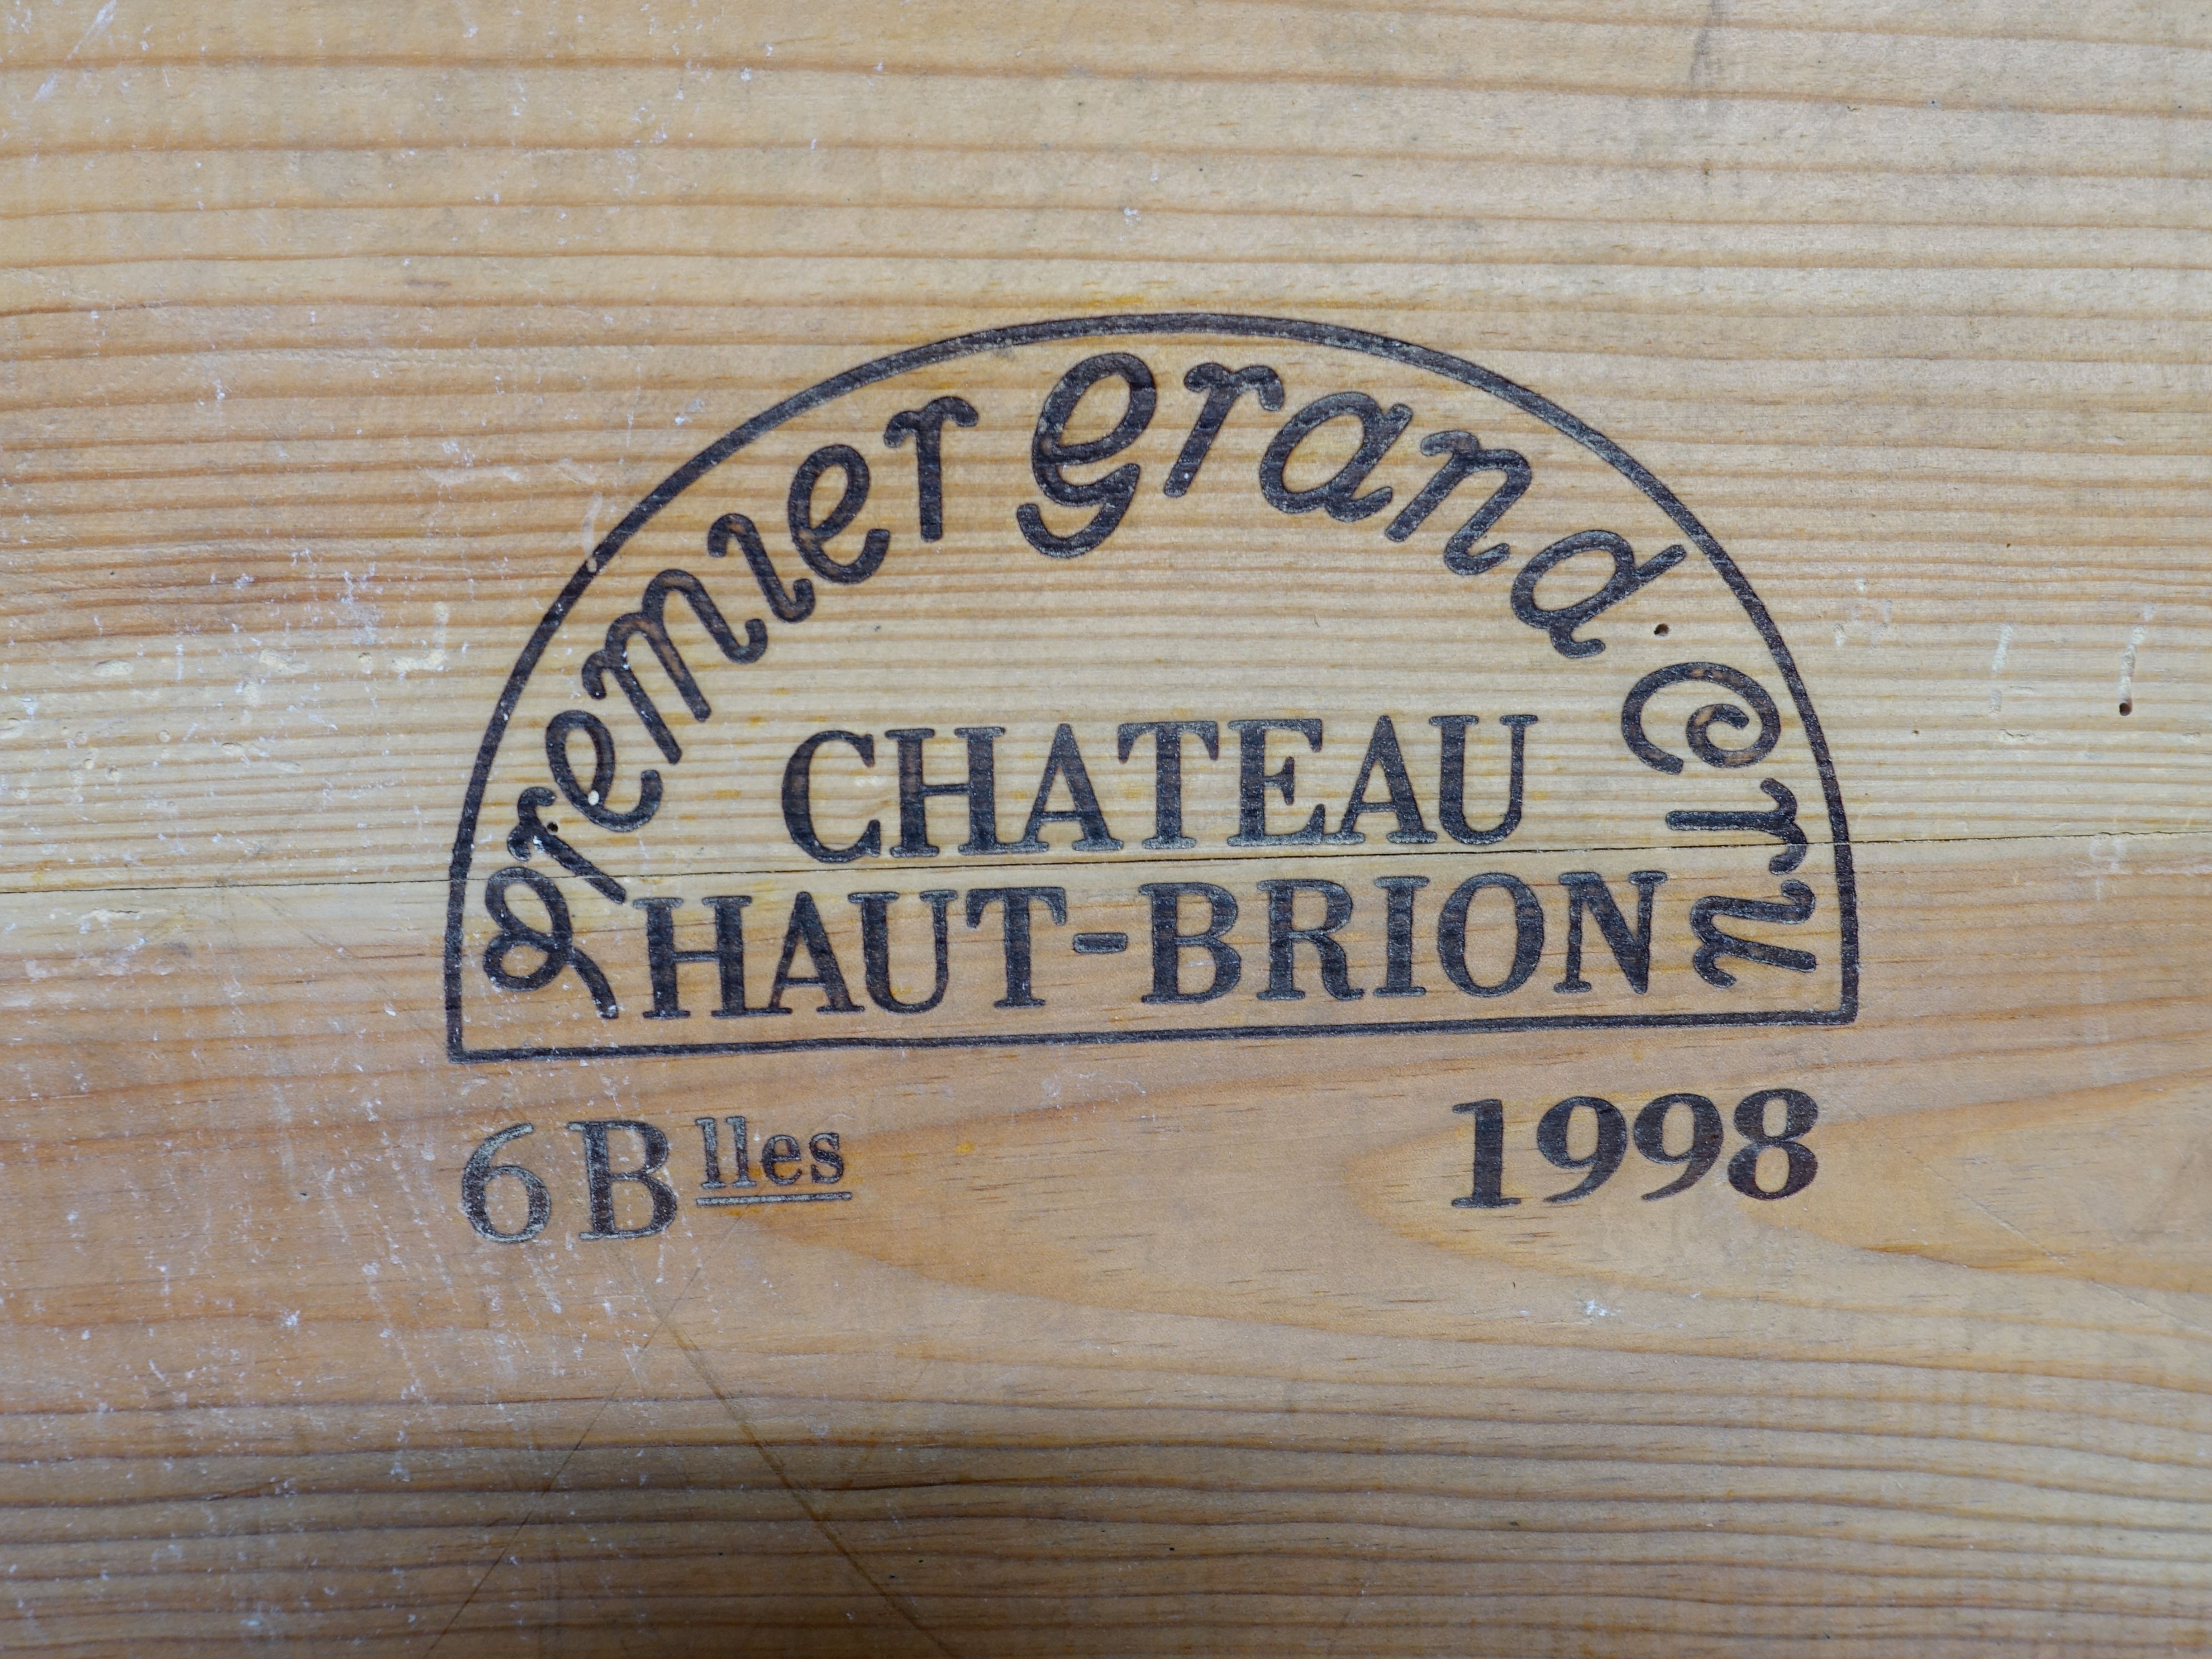 Premier Grand Cru
CHATEAU
HAUT-BRION
6 Blles 1998